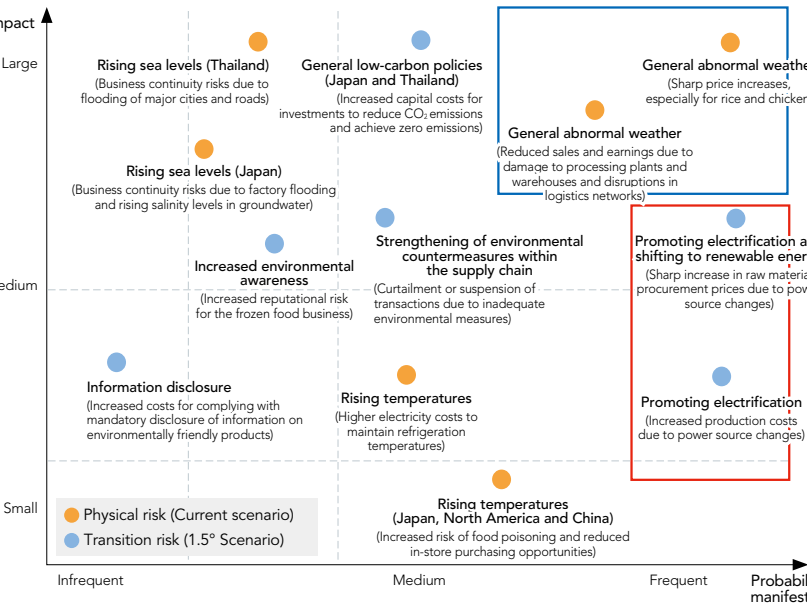 Large
Rising sea levels (Thailand)
(Business continuity risks due to
flooding of major cities and roads)
General low-carbon policies
(Japan and Thailand)
(Increased capital costs for
investments to reduce CO₂ emissions
and achieve zero emissions)
General abnormal
(Sharp price increases,
especially for rice and chicken
General abnormal weather
(Reduced sales and earnings due to
damage to processing plants and
warehouses and disruptions in
logistics networks)
Rising sea levels (Japan)
(Business continuity risks due to factory flooding
and rising salinity levels in groundwater)
Increased environmental
awareness
(Increased reputational risk
for the frozen food business)
Strengthening of environmental
countermeasures within
the supply chain
(Curtailment or suspension of
transactions due to inadequate
environmental measures)
Promoting electrification
shifting to renewable
(Sharp increase in raw
procurement prices due to
source changes)
Information disclosure
(Increased costs for complying with
mandatory disclosure of information on
environmentally friendly products)
Rising temperatures
(Higher electricity costs to
maintain refrigeration
temperatures)
Promoting electrification
(Increased production costs
due to power source changes)
Small
Rising temperatures
(Japan, North America and China)
(Increased risk of food poisoning and reduced
in-store purchasing opportunities)
Physical risk (Current scenario)
Transition risk (1.5° Scenario)
Infrequent
Medium
Frequent